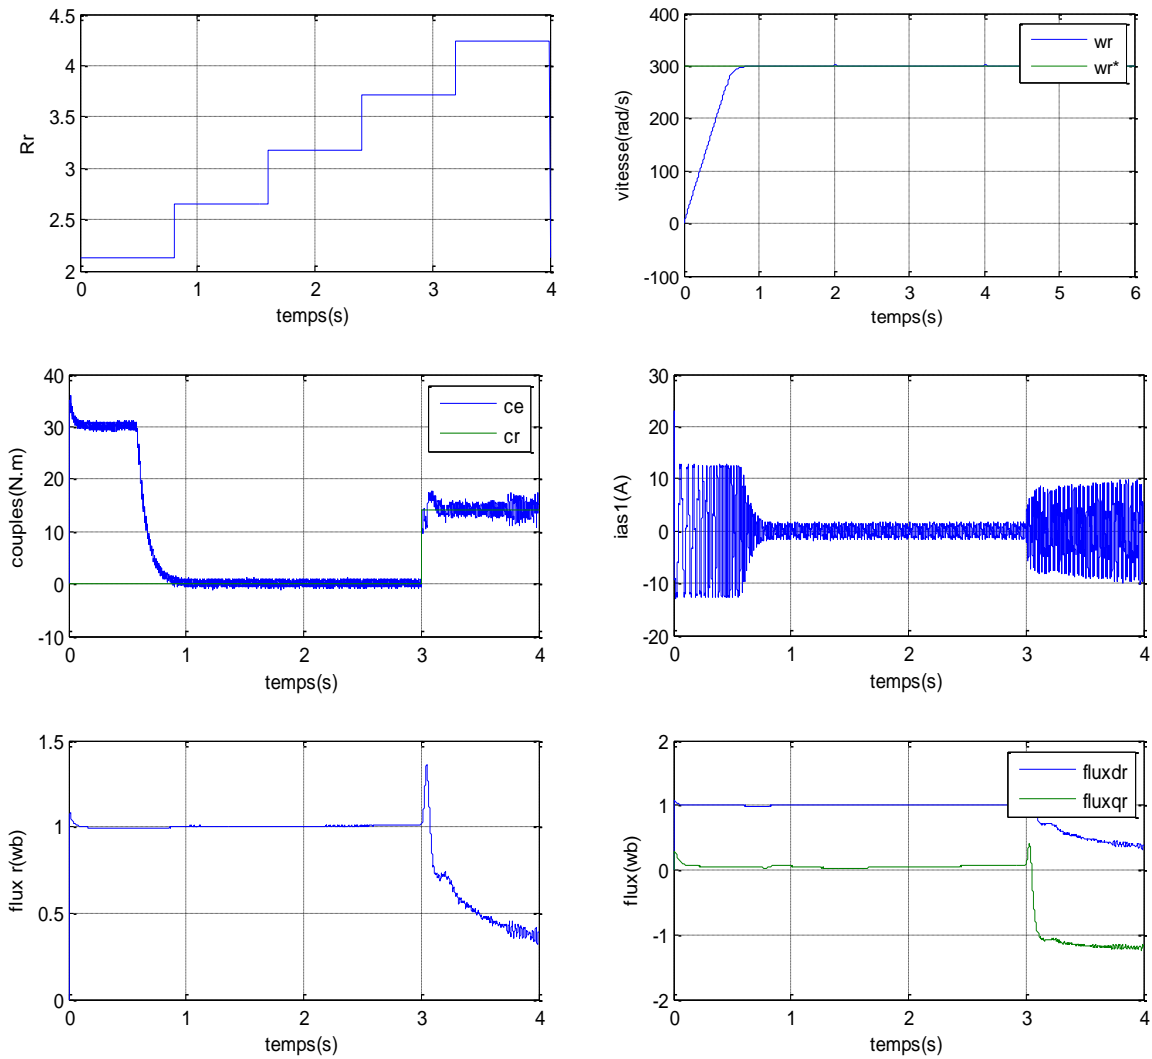 4.5
4
3.5
3
2.5
2
Rr
0 1 2 3 4
temps(s)
400
300
200
100
0
-100
vitesse(rad/s)
wr
wr*
0 1 2 3 4 5 6
temps(s)
40
30
20
10
0
-10
couples(N.m)
ce
cr
0 1 2 3 4
temps(s)
30
20
10
0
-10
-20
ias1(A)
0 1 2 3 4
temps(s)
1.5
1
0.5
0
flux r(wb)
0 1 2 3 4
temps(s)
2
1
0
-1
-2
flux(wb)
fluxdr
fluxqr
0 1 2 3 4
temps(s)